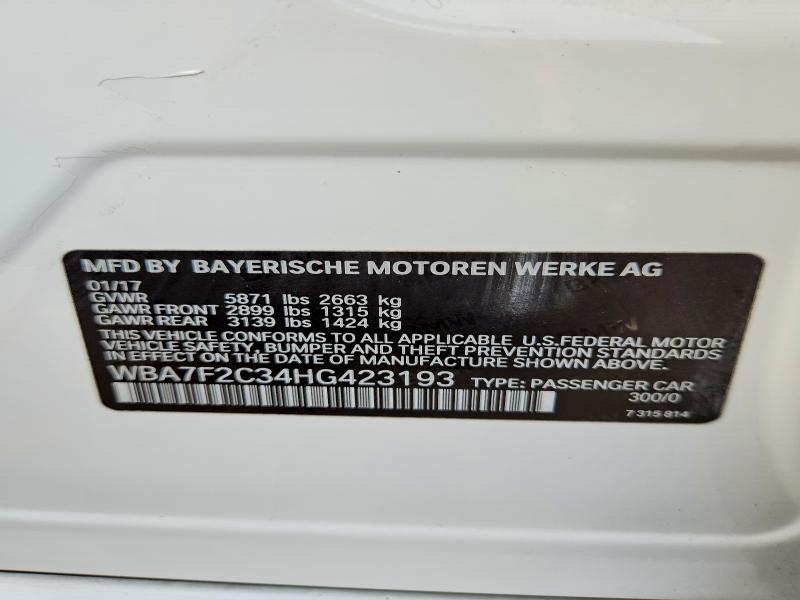 MFD BY BAYERISCHE MOTOREN WERKE AG
01/17
GVWR 5871 lbs 2663 kg
GAWR FRONT 2899 lbs 1315 kg
GAWR REAR 3139 lbs 1424 kg
THIS VEHICLE CONFORMS TO ALL APPLICABLE U.S.FEDERAL MOTOR
VEHICLE SAFETY, BUMPER AND THEFT PREVENTION STANDARDS
IN EFFECT ON THE DATE OF MANUFACTURE SHOWN ABOVE.
WBA7F2C34HG423193 TYPE: PASSENGER CAR
300/0
7 315 814